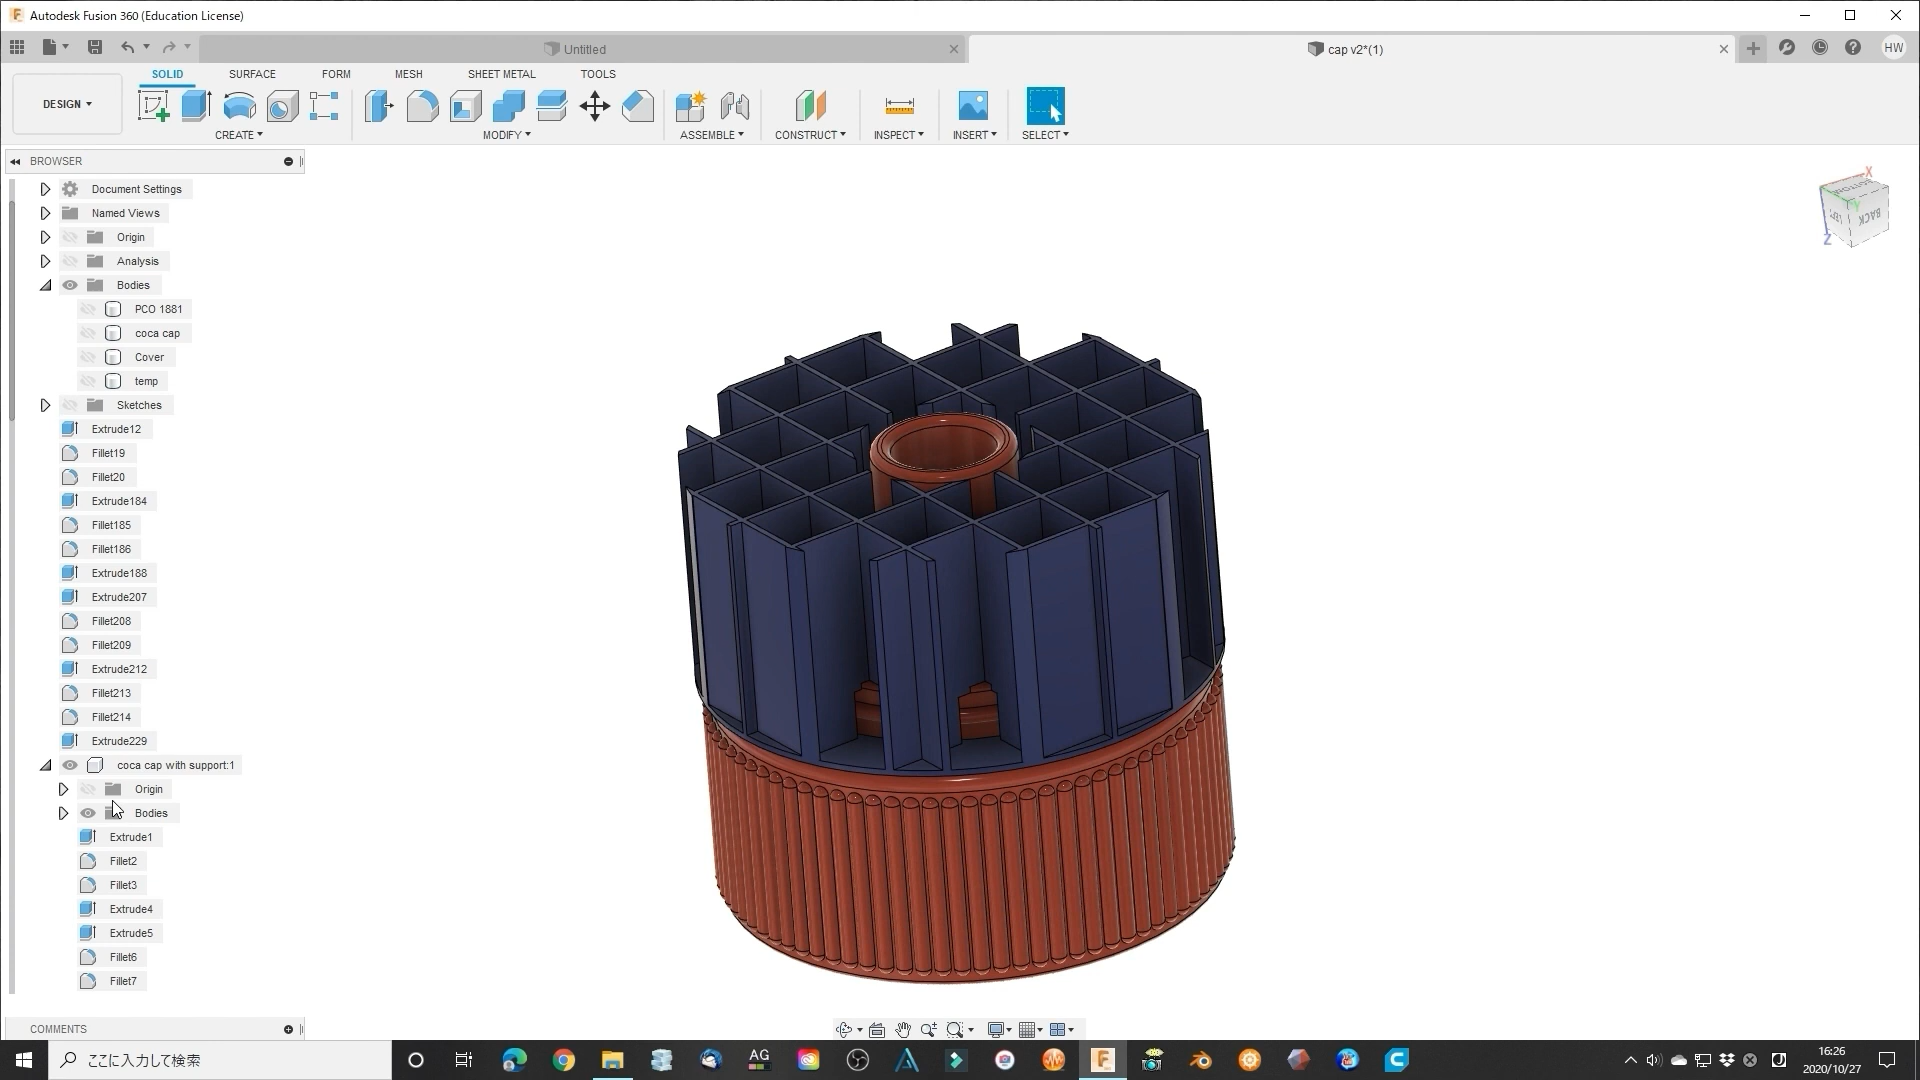 Autodesk Fusion 360 (Education License)
Untitled
cap v2*(1)
HW
DESIGN
SOLID
SURFACE
FORM
MESH
SHEET METAL
TOOLS
CREATE
MODIFY
ASSEMBLE
CONSTRUCT
INSPECT
INSERT
SELECT
BROWSER
Document Settings
Named Views
Origin
Analysis
Bodies
PCO 1881
coca cap
Cover
temp
Sketches
Extrude12
Fillet19
Fillet20
Extrude184
Fillet185
Fillet186
Extrude188
Extrude207
Fillet208
Fillet209
Extrude212
Fillet213
Fillet214
Extrude229
coca cap with support:1
Origin
Bodies
Extrude1
Fillet2
Fillet3
Extrude4
Extrude5
Fillet6
Fillet7
X
BOTTOM
Y
BACK
Z
COMMENTS
ここに入力して検索
AG
16:26
2020/10/27